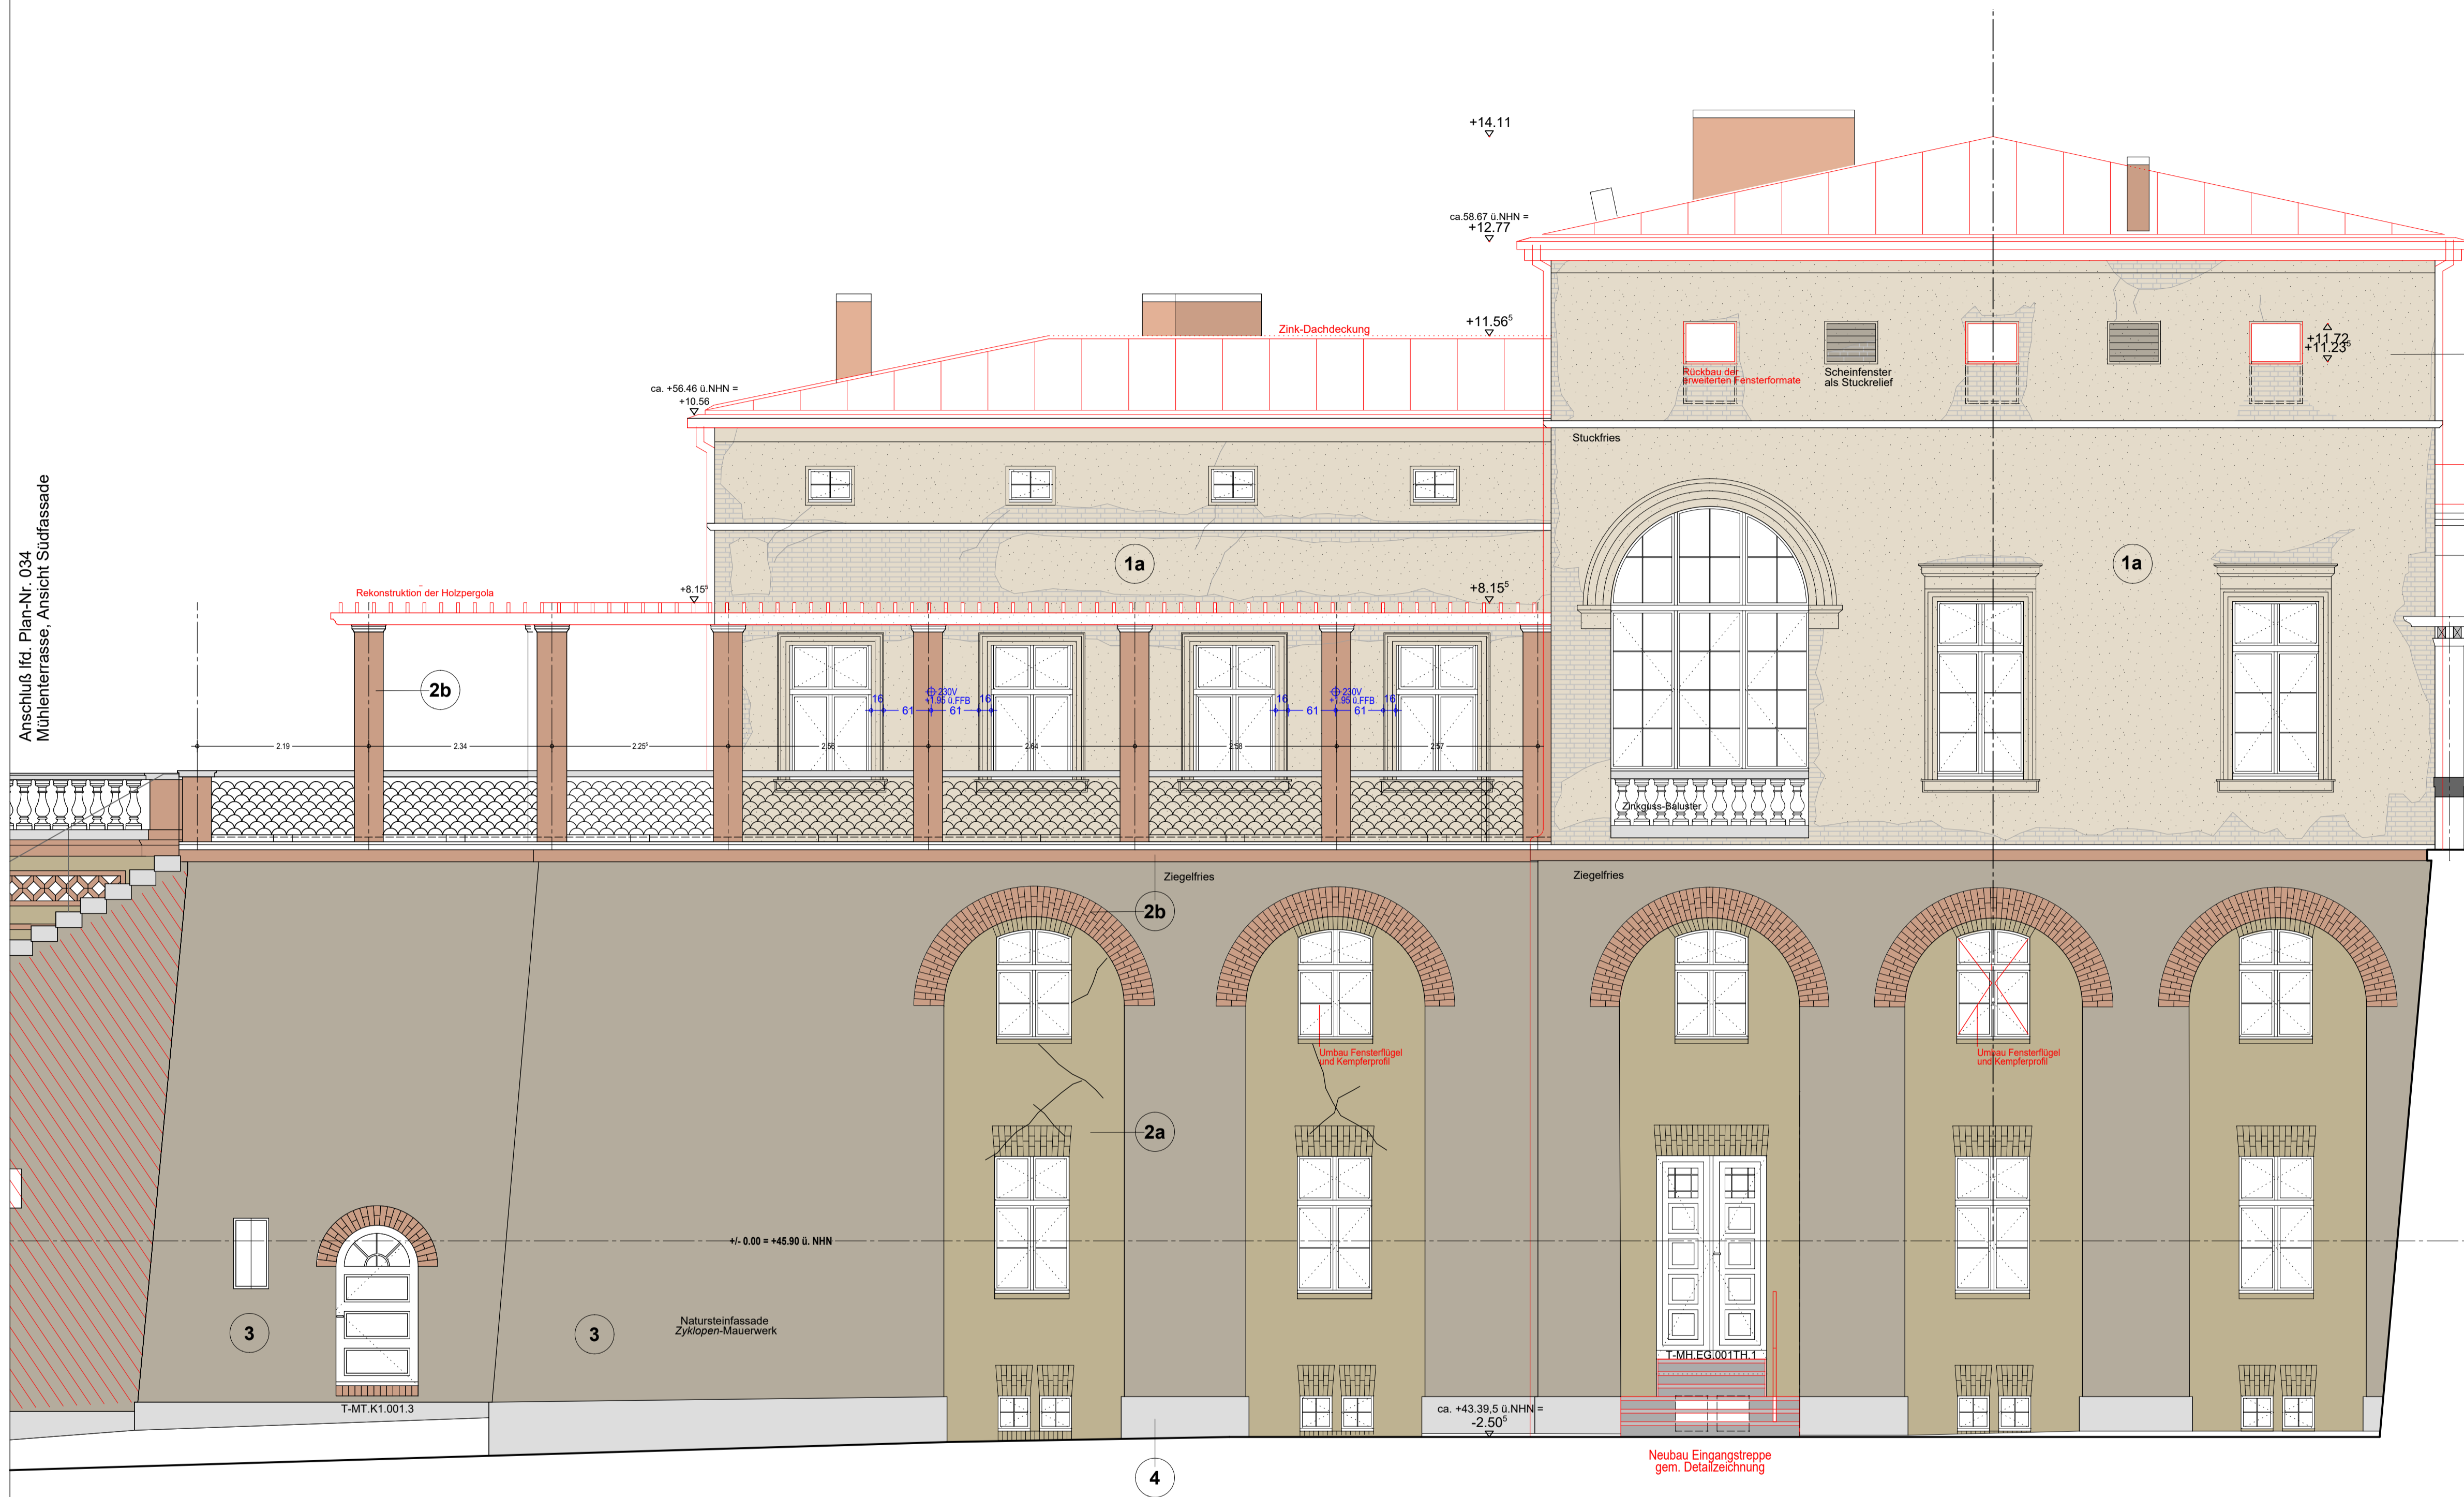 +14.11
ca.58.67 ü.NHN =
+12.77
Zink-Dachdeckung
+11.56⁵
+11.72
+11.23⁵
Rückbau der
erweiterten Fensterformate
Scheinfenster
als Stuckrelief
ca. +56.46 ü.NHN =
+10.56
Stuckfries
Anschluß lfd. Plan-Nr. 034
Mühlenterrasse, Ansicht Südfassade
1a
1a
Rekonstruktion der Holzpergola
+8.15⁵
+8.15⁵
2b
16
230V
+1.95 ü.FFB
16
61
61
16
230V
+1.95 ü.FFB
16
61
61
2.19
2.34
2.25⁵
2.56
2.64
2.58
2.57
Zinkguss-Baluster
Ziegelfries
Ziegelfries
2b
Umbau Fensterflügel
und Kempferprofil
Umbau Fensterflügel
und Kempferprofil
2a
+/- 0.00 = +45.90 ü. NHN
3
3
Natursteinfassade
Zyklopen-Mauerwerk
T-MH.EG.001TH.1
T-MT.K1.001.3
ca. +43.39,5 ü.NHN =
-2.50⁵
Neubau Eingangstreppe
gem. Detailzeichnung
4